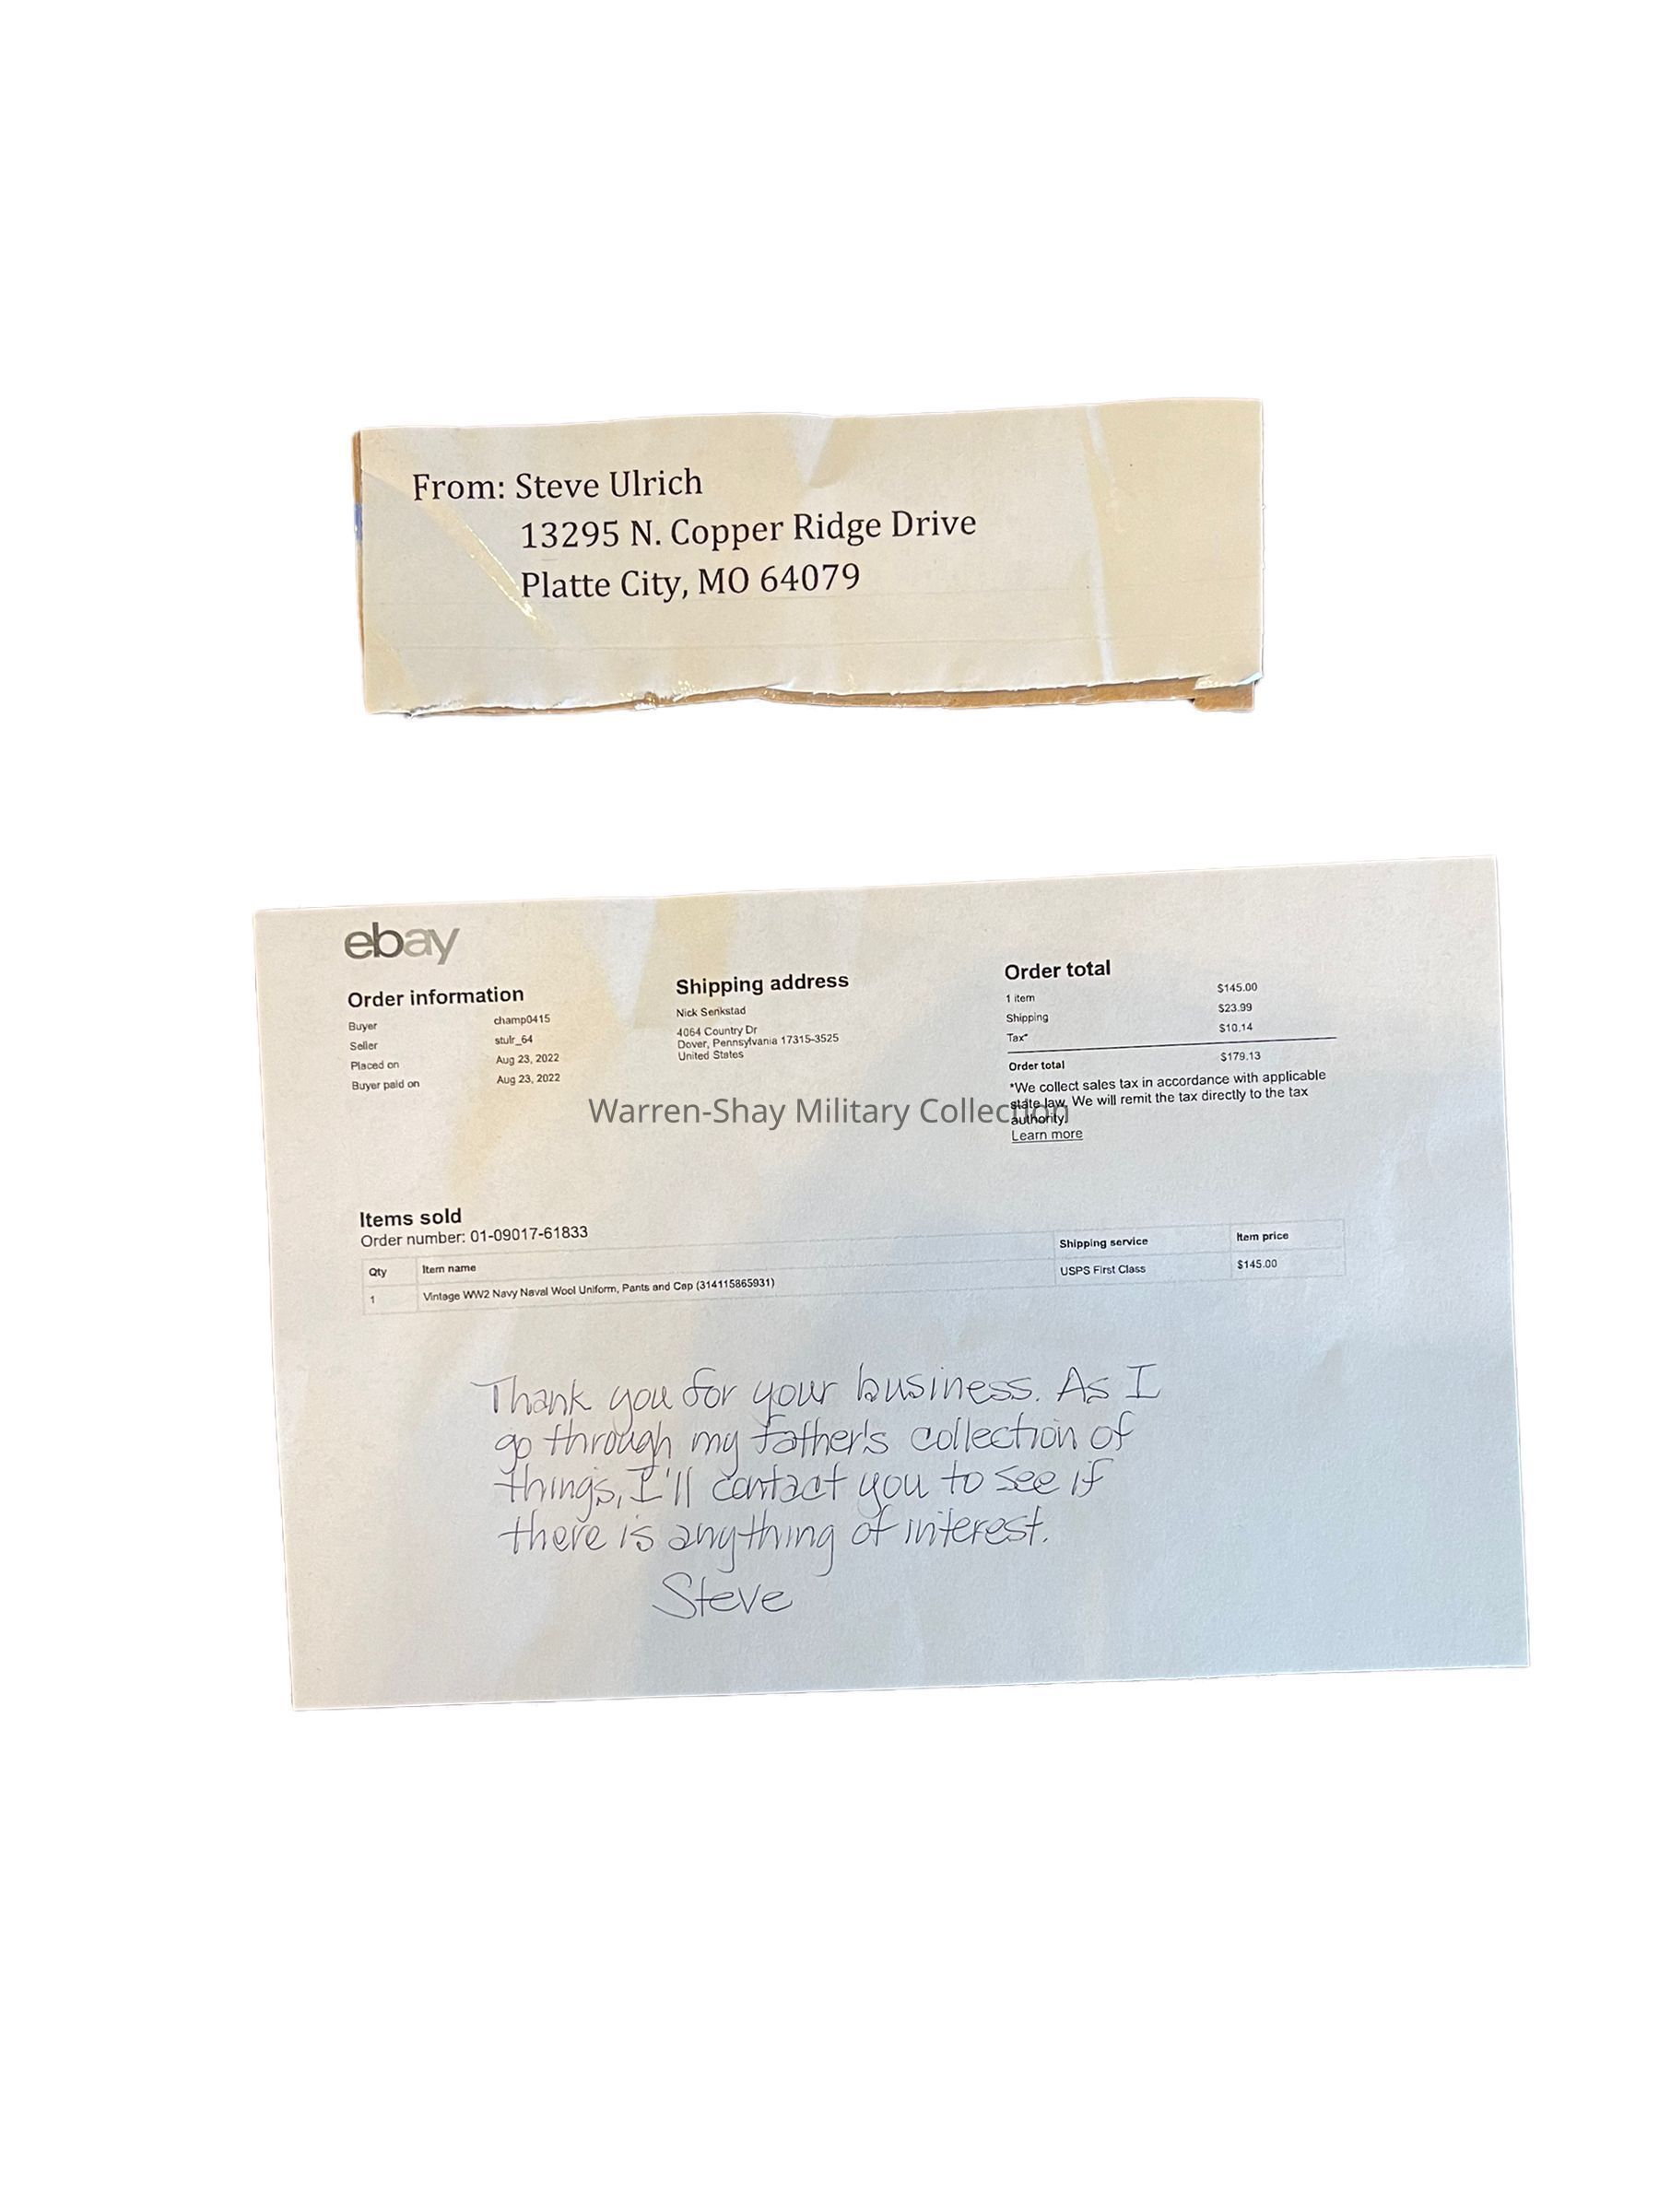 From: Steve Ulrich
13295 N. Copper Ridge Drive
Platte City, MO 64079
ebay
Order information
Buyer champ0415
Seller stulr_64
Placed on Aug 23, 2022
Buyer paid on Aug 23, 2022
Shipping address
Nick Senkstad
4064 Country Dr
Dover, Pennsylvania 17315-3525
United States
Order total
1 item $145.00
Shipping $23.99
Tax* $10.14
Order total $179.13
*We collect sales tax in accordance with applicable
state law. We will remit the tax directly to the tax
authority.
Learn more
Warren-Shay Military Collection
Items sold
Order number: 01-09017-61833
Qty Item name Shipping service Item price
1 Vintage WW2 Navy Naval Wool Uniform, Pants and Cap (314115865931) USPS First Class $145.00
Thank you for your business. As I
go through my father's collection of
things, I'll contact you to see if
there is anything of interest.
Steve